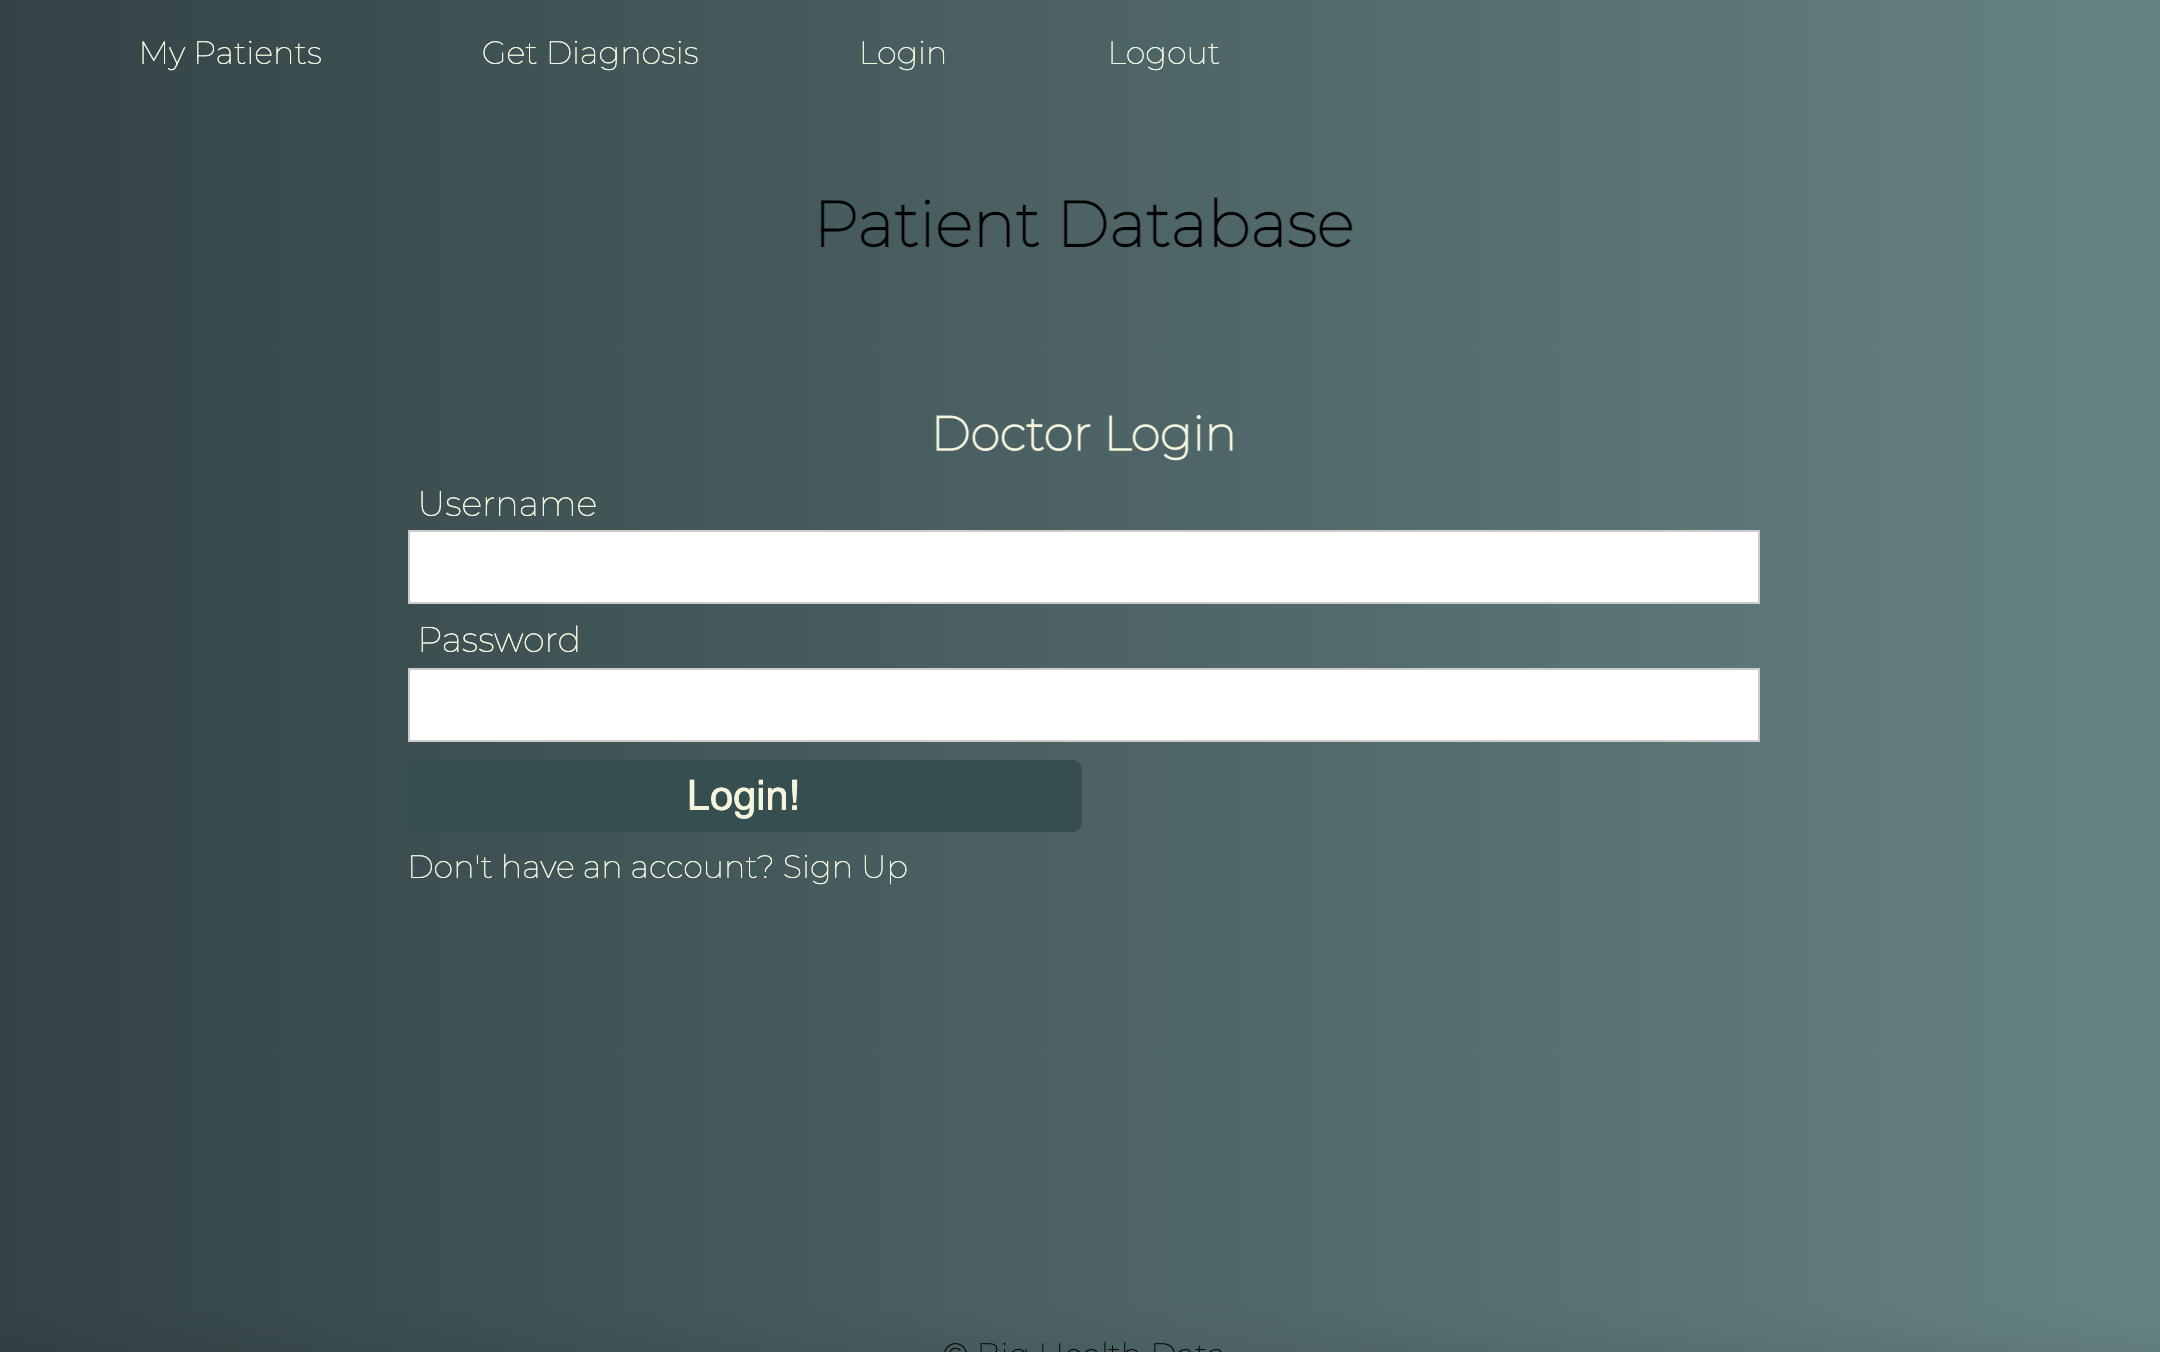 My Patients Get Diagnosis Login Logout
Patient Database
Doctor Login
Username
Password
Login!
Don't have an account? Sign Up
© Big Health Data